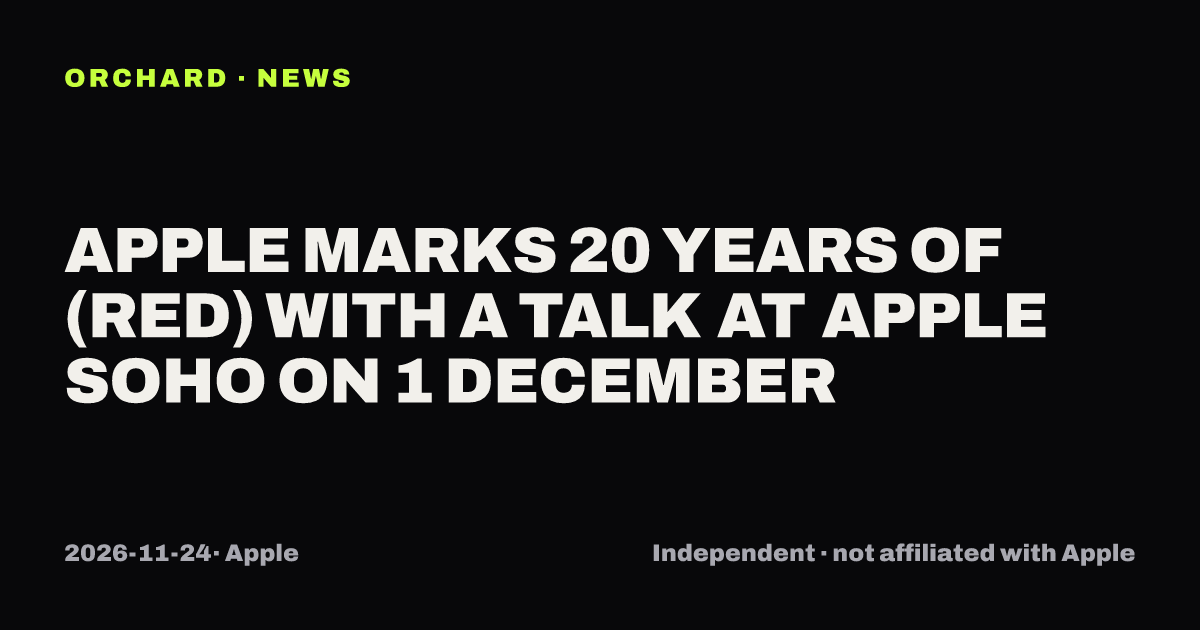 ORCHARD · NEWS
APPLE MARKS 20 YEARS OF
(RED) WITH A TALK AT APPLE
SOHO ON 1 DECEMBER
2026-11-24· Apple
Independent · not affiliated with Apple